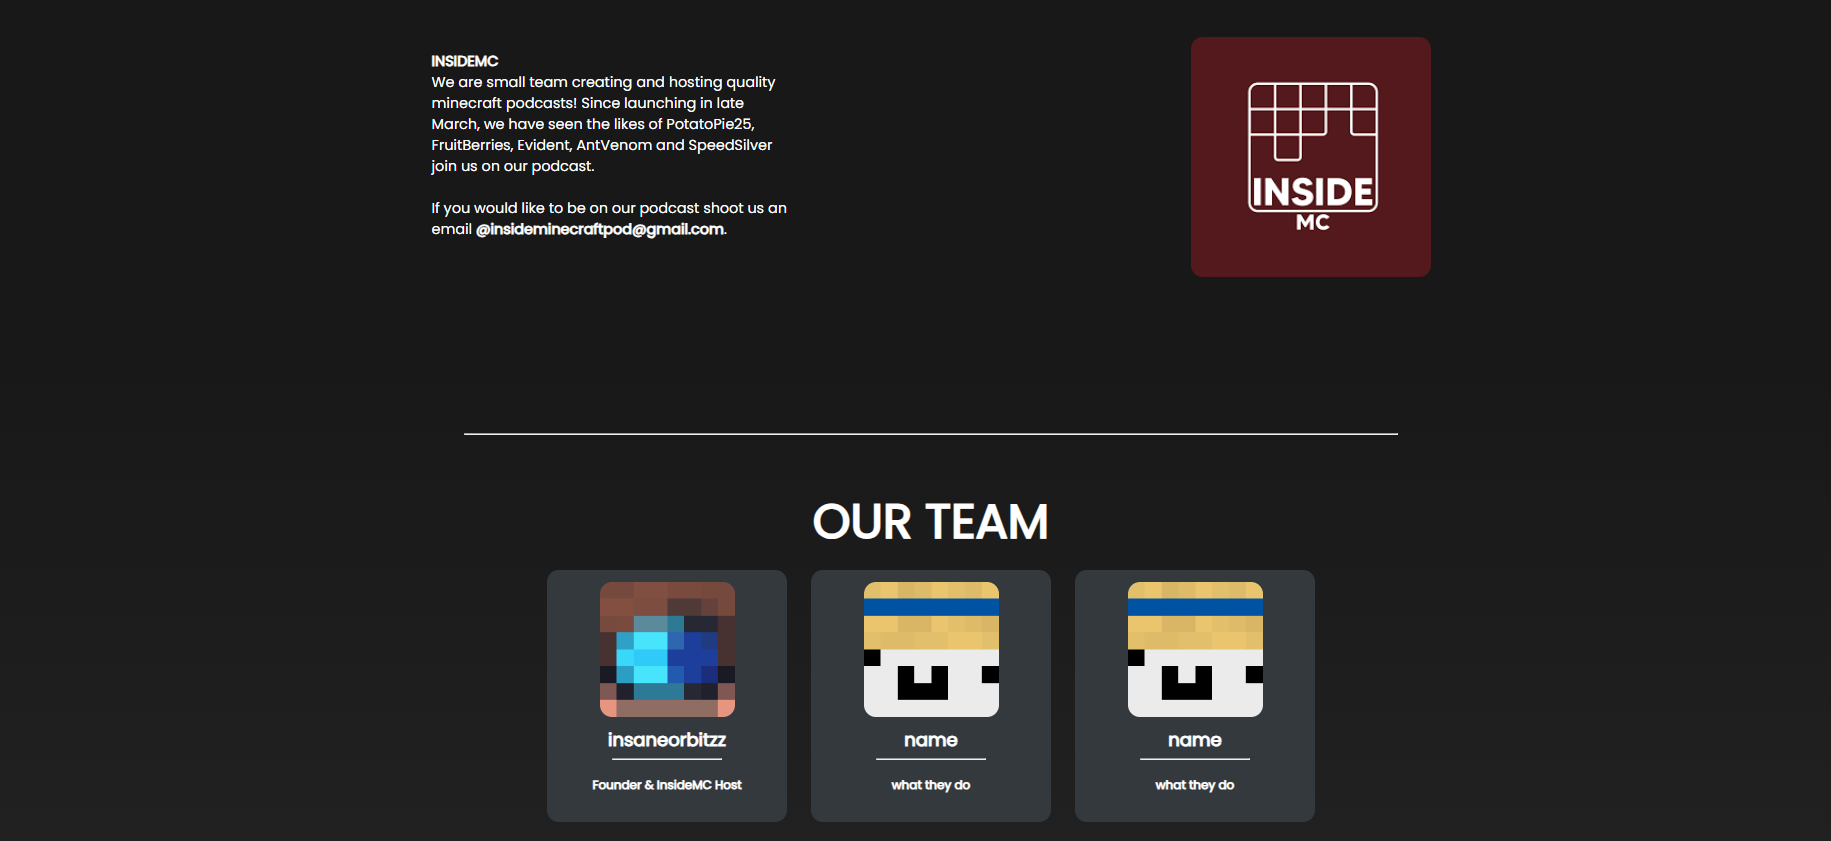 INSIDEMC
We are small team creating and hosting quality
minecraft podcasts! Since launching in late
March, we have seen the likes of PotatoPie25,
FruitBerries, Evident, AntVenom and SpeedSilver
join us on our podcast.
If you would like to be on our podcast shoot us an
email @insideminecraftpod@gmail.com.
INSIDE
MC
OUR TEAM
insaneorbitzz
Founder & InsideMC Host
name
what they do
name
what they do